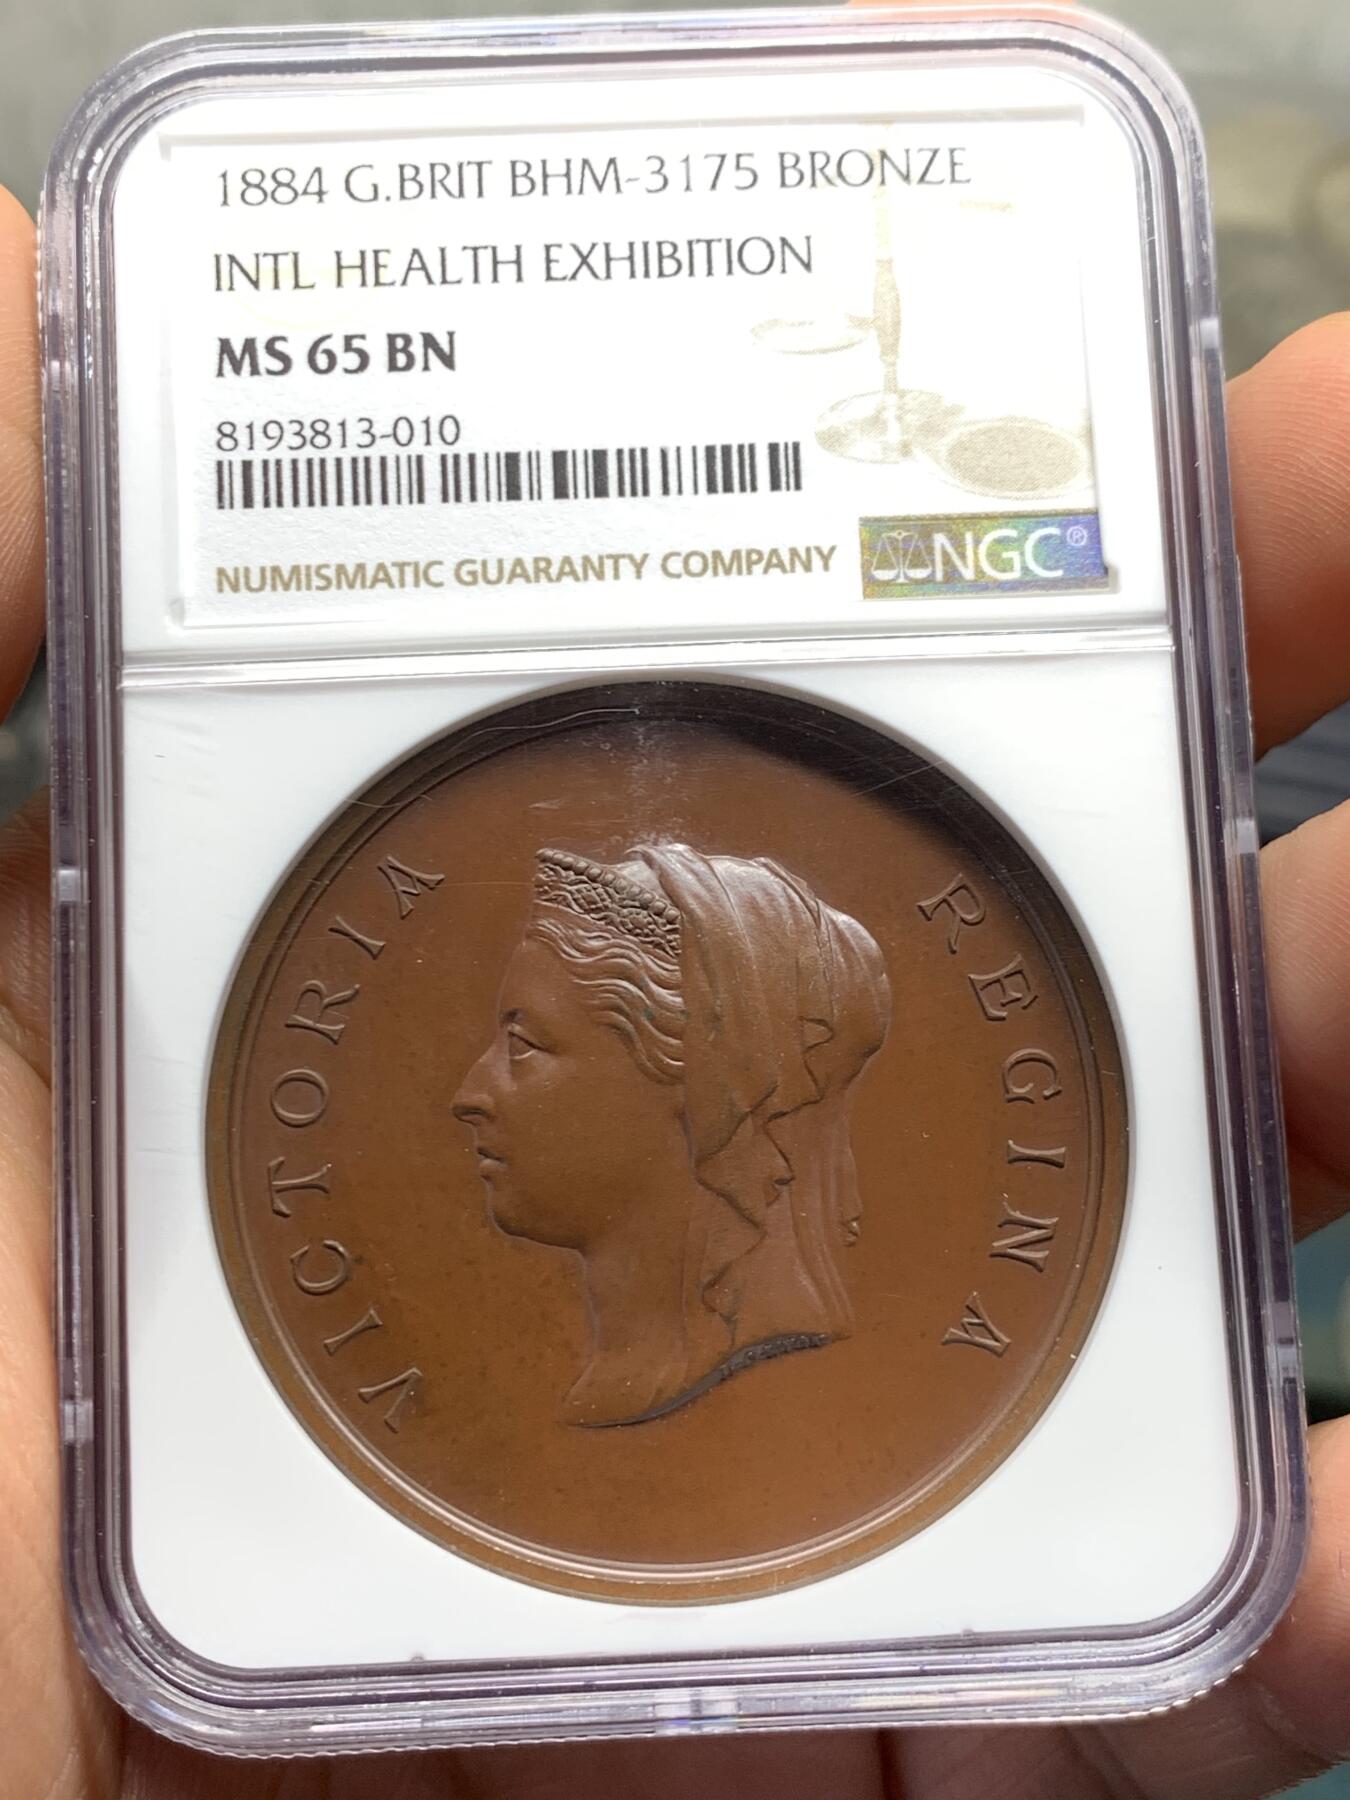 1884 G.BRIT BHM-3175 BRONZE
INTL HEALTH EXHIBITION
MS 65 BN
8193813-010
NUMISMATIC GUARANTY COMPANY
NGC®
VICTORIA REGINA